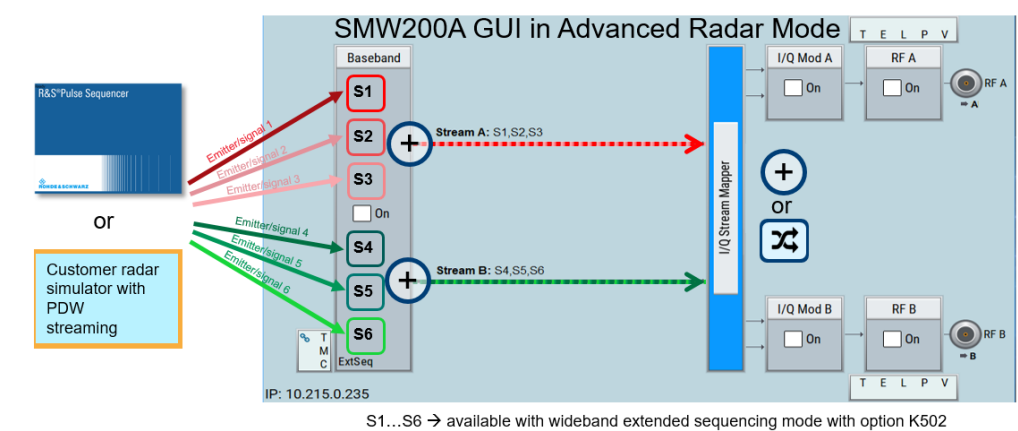 SMW200A GUI in Advanced Radar Mode
T E L P V
Baseband
I/Q Mod A
RF A
R&S®Pulse Sequencer
S1
On
On
RF A
A
Emitter/signal 1
S2
Stream A: S1,S2,S3
Emitter/signal 2
ROHDE & SCHWARZ
Emitter/signal 3
S3
I/Q Stream Mapper
or
On
or
Emitter/signal 4
S4
Emitter/signal 5
Customer radar
simulator with
PDW
streaming
Stream B: S4,S5,S6
Emitter/signal 6
S5
I/Q Mod B
RF B
S6
On
On
RF B
B
T
M
C
ExtSeq
T E L P V
IP: 10.215.0.235
S1…S6 → available with wideband extended sequencing mode with option K502